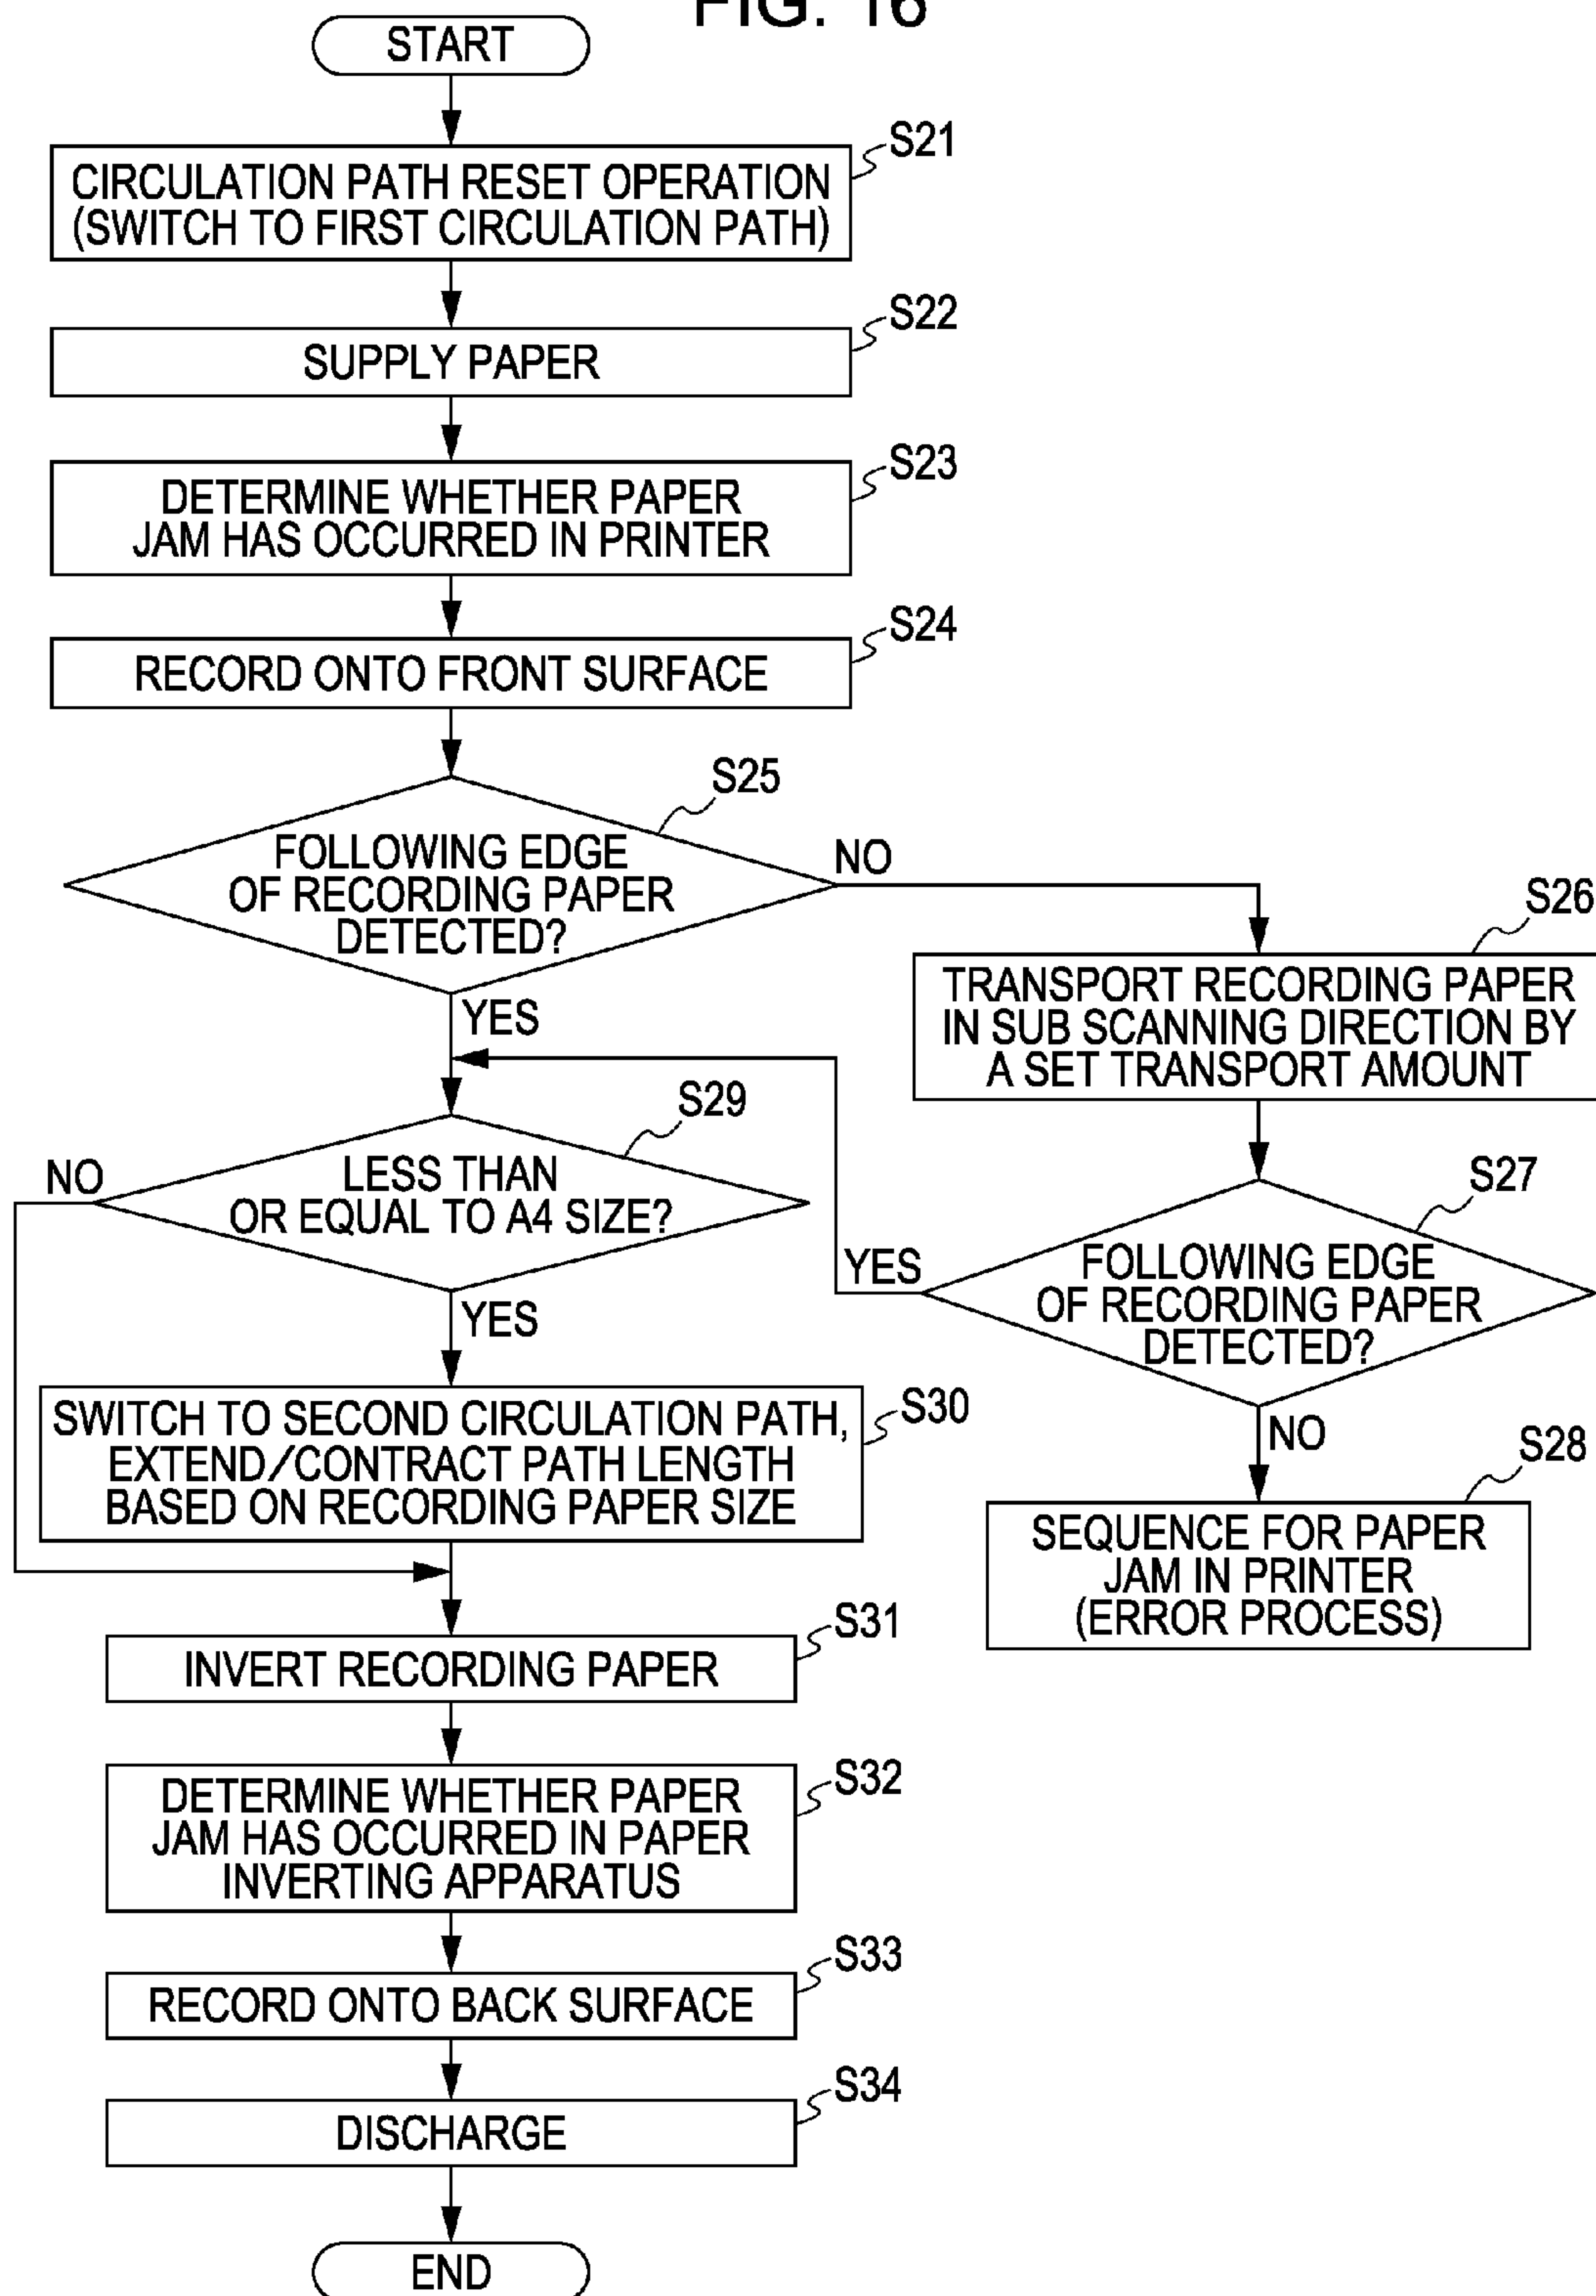 FIG. 16
START
S21
CIRCULATION PATH RESET OPERATION
(SWITCH TO FIRST CIRCULATION PATH)
S22
SUPPLY PAPER
S23
DETERMINE WHETHER PAPER
JAM HAS OCCURRED IN PRINTER
S24
RECORD ONTO FRONT SURFACE
S25
FOLLOWING EDGE
OF RECORDING PAPER
DETECTED?
NO
YES
S26
TRANSPORT RECORDING PAPER
IN SUB SCANNING DIRECTION BY
A SET TRANSPORT AMOUNT
S27
FOLLOWING EDGE
OF RECORDING PAPER
DETECTED?
YES
NO
S28
SEQUENCE FOR PAPER
JAM IN PRINTER
(ERROR PROCESS)
S29
LESS THAN
OR EQUAL TO A4 SIZE?
NO
YES
S30
SWITCH TO SECOND CIRCULATION PATH,
EXTEND/CONTRACT PATH LENGTH
BASED ON RECORDING PAPER SIZE
S31
INVERT RECORDING PAPER
S32
DETERMINE WHETHER PAPER
JAM HAS OCCURRED IN PAPER
INVERTING APPARATUS
S33
RECORD ONTO BACK SURFACE
S34
DISCHARGE
END